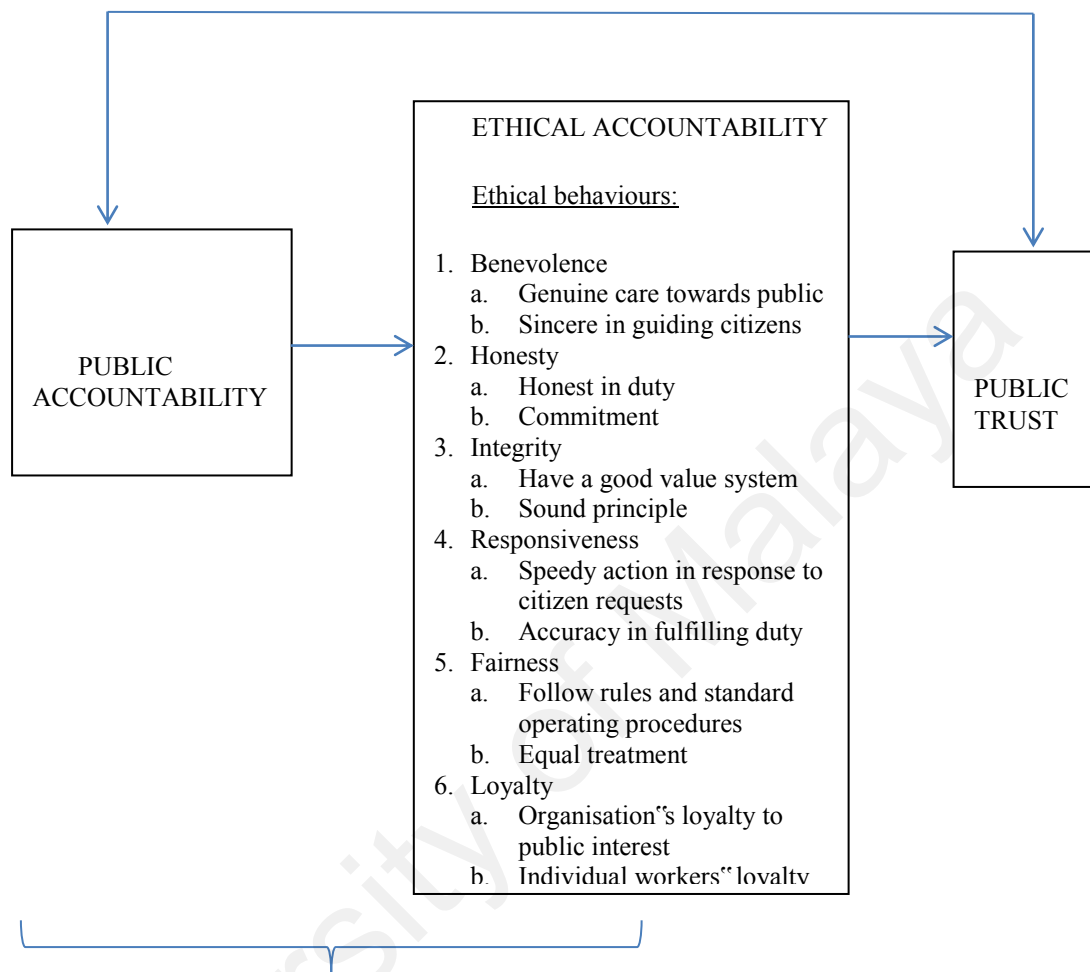 ETHICAL ACCOUNTABILITY
Ethical behaviours:
1. Benevolence
a. Genuine care towards public
b. Sincere in guiding citizens
2. Honesty
a. Honest in duty
b. Commitment
3. Integrity
a. Have a good value system
b. Sound principle
4. Responsiveness
a. Speedy action in response to
citizen requests
b. Accuracy in fulfilling duty
5. Fairness
a. Follow rules and standard
operating procedures
b. Equal treatment
6. Loyalty
a. Organisation‟s loyalty to
public interest
b. Individual workers‟ loyalty
PUBLIC
ACCOUNTABILITY
PUBLIC
TRUST
rsity of Malaya